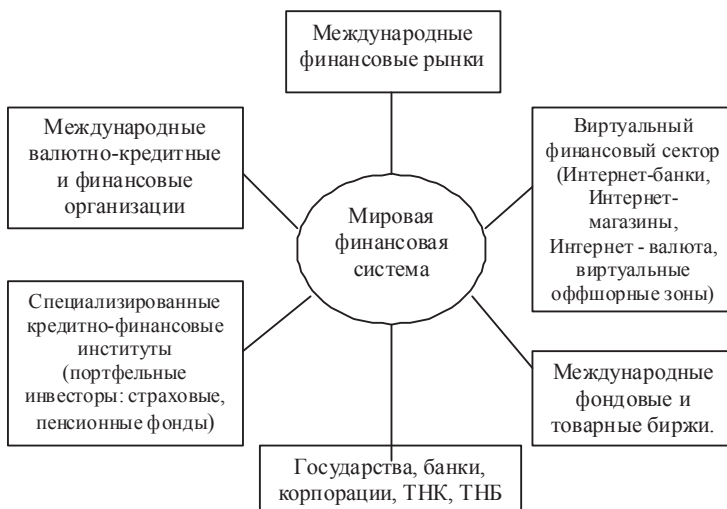 Международные
финансовые рынки
Международные
валютно-кредитные
и финансовые
организации
Виртуальный
финансовый сектор
(Интернет-банки,
Интернет-
магазины,
Интернет - валюта,
виртуальные
оффшорные зоны)
Мировая
финансовая
система
Специализированные
кредитно-финансовые
институты
(портфельные
инвесторы: страховые,
пенсионные фонды)
Международные
фондовые и
товарные биржи.
Государства, банки,
корпорации, ТНК, ТНБ